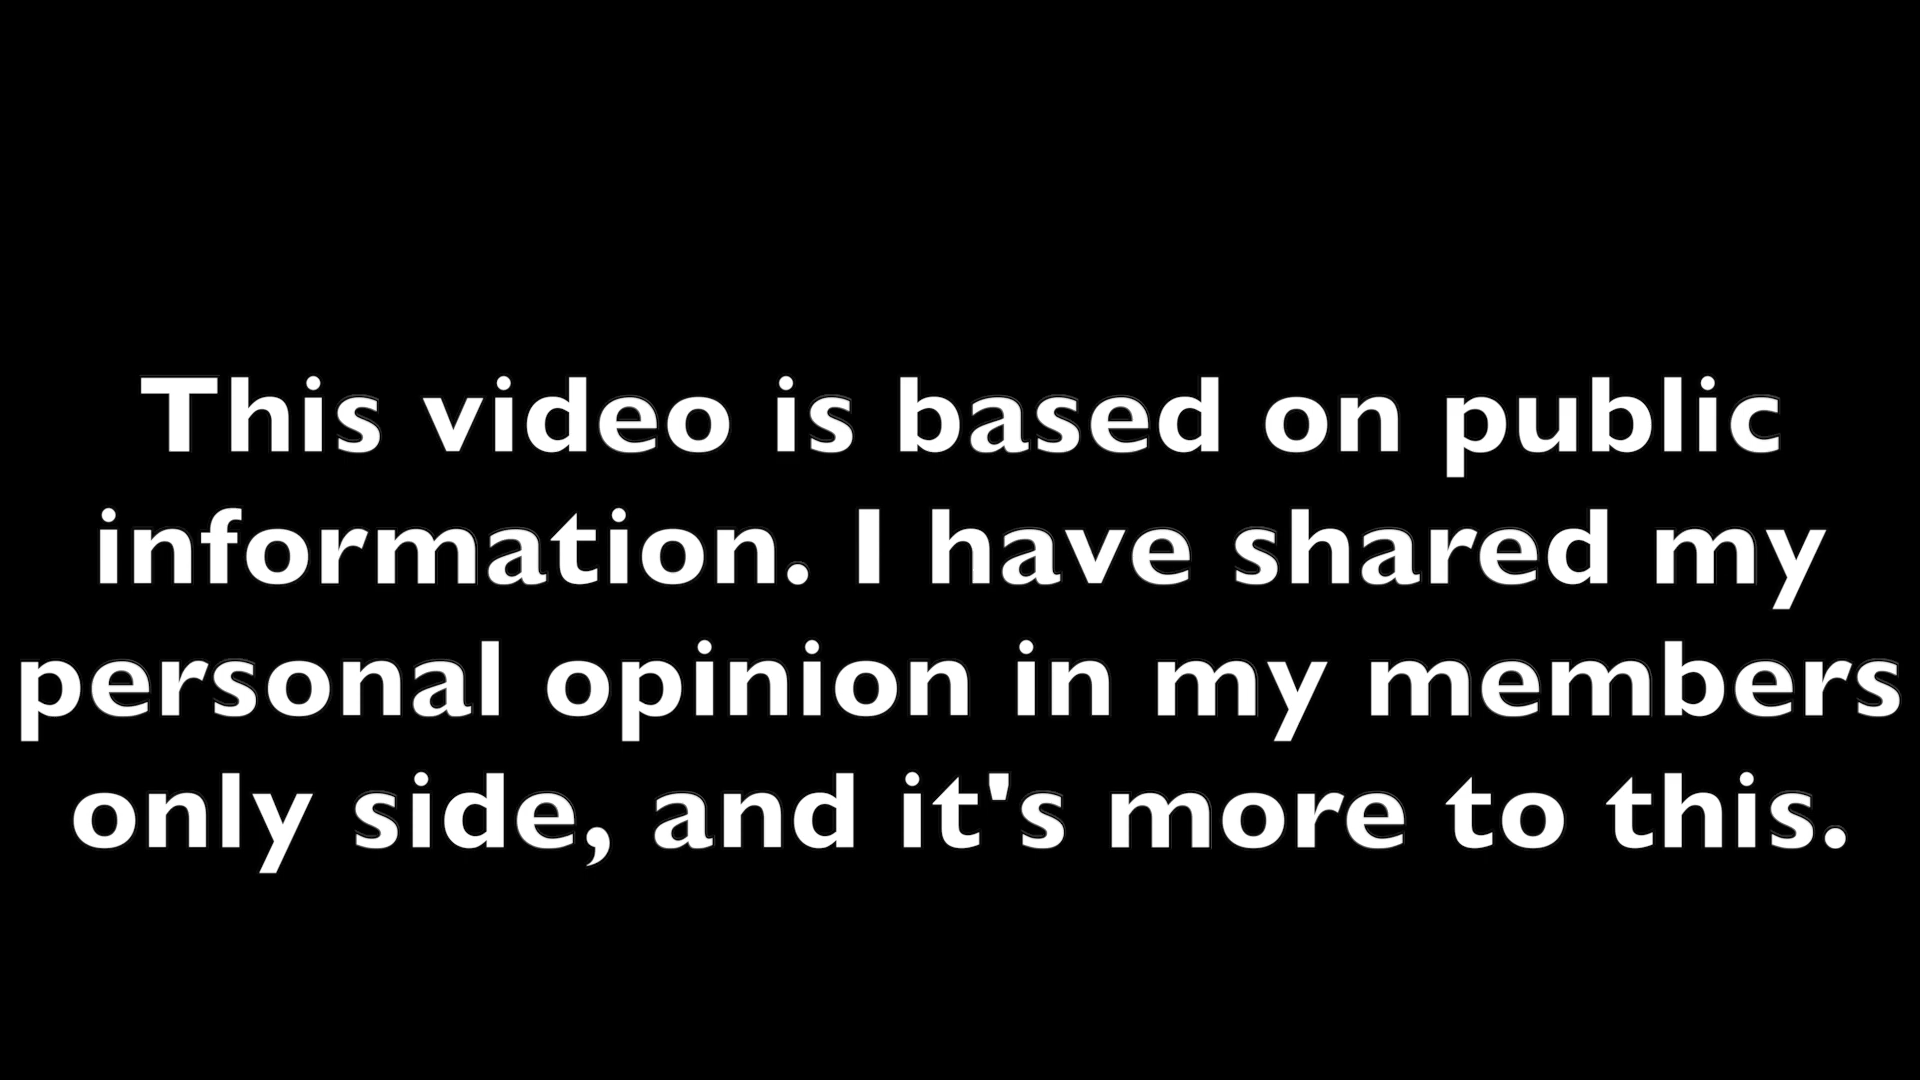 This video is based on public
information. I have shared my
personal opinion in my members
only side, and it's more to this.